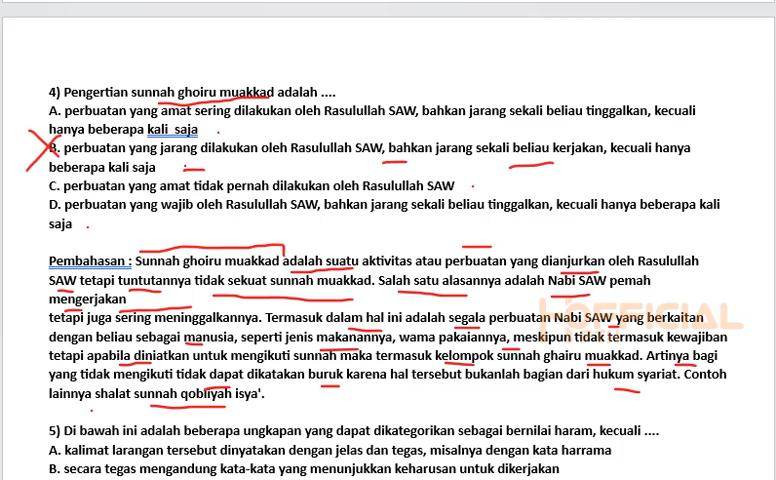 4) Pengertian sunnah ghoiru muakkad adalah ....
A. perbuatan yang amat sering dilakukan oleh Rasulullah SAW, bahkan jarang sekali beliau tinggalkan, kecuali
hanya beberapa kali saja
B. perbuatan yang jarang dilakukan oleh Rasulullah SAW, bahkan jarang sekali beliau kerjakan, kecuali hanya
beberapa kali saja
C. perbuatan yang amat tidak pernah dilakukan oleh Rasulullah SAW
D. perbuatan yang wajib oleh Rasulullah SAW, bahkan jarang sekali beliau tinggalkan, kecuali hanya beberapa kali
saja
Pembahasan : Sunnah ghoiru muakkad adalah suatu aktivitas atau perbuatan yang dianjurkan oleh Rasulullah
SAW tetapi tuntutannya tidak sekuat sunnah muakkad. Salah satu alasannya adalah Nabi SAW pemah
mengerjakan
tetapi juga sering meninggalkannya. Termasuk dalam hal ini adalah segala perbuatan Nabi SAW yang berkaitan
dengan beliau sebagai manusia, seperti jenis makanannya, wama pakaiannya, meskipun tidak termasuk kewajiban
tetapi apabila diniatkan untuk mengikuti sunnah maka termasuk kelompok sunnah ghairu muakkad. Artinya bagi
yang tidak mengikuti tidak dapat dikatakan buruk karena hal tersebut bukanlah bagian dari hukum syariat. Contoh
lainnya shalat sunnah qobliyah isya'.
OFFICIAL
5) Di bawah ini adalah beberapa ungkapan yang dapat dikategorikan sebagai bernilai haram, kecuali ....
A. kalimat larangan tersebut dinyatakan dengan jelas dan tegas, misalnya dengan kata harrama
B. secara tegas mengandung kata-kata yang menunjukkan keharusan untuk dikerjakan